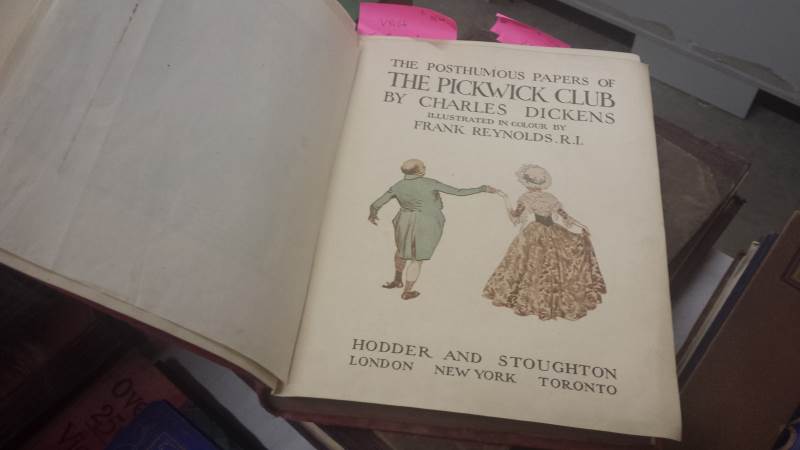 THE POSTHUMOUS PAPERS OF
THE PICKWICK CLUB
BY CHARLES DICKENS
ILLUSTRATED IN COLOUR BY
FRANK REYNOLDS. R.I.
HODDER AND STOUGHTON
LONDON NEW YORK TORONTO
Over